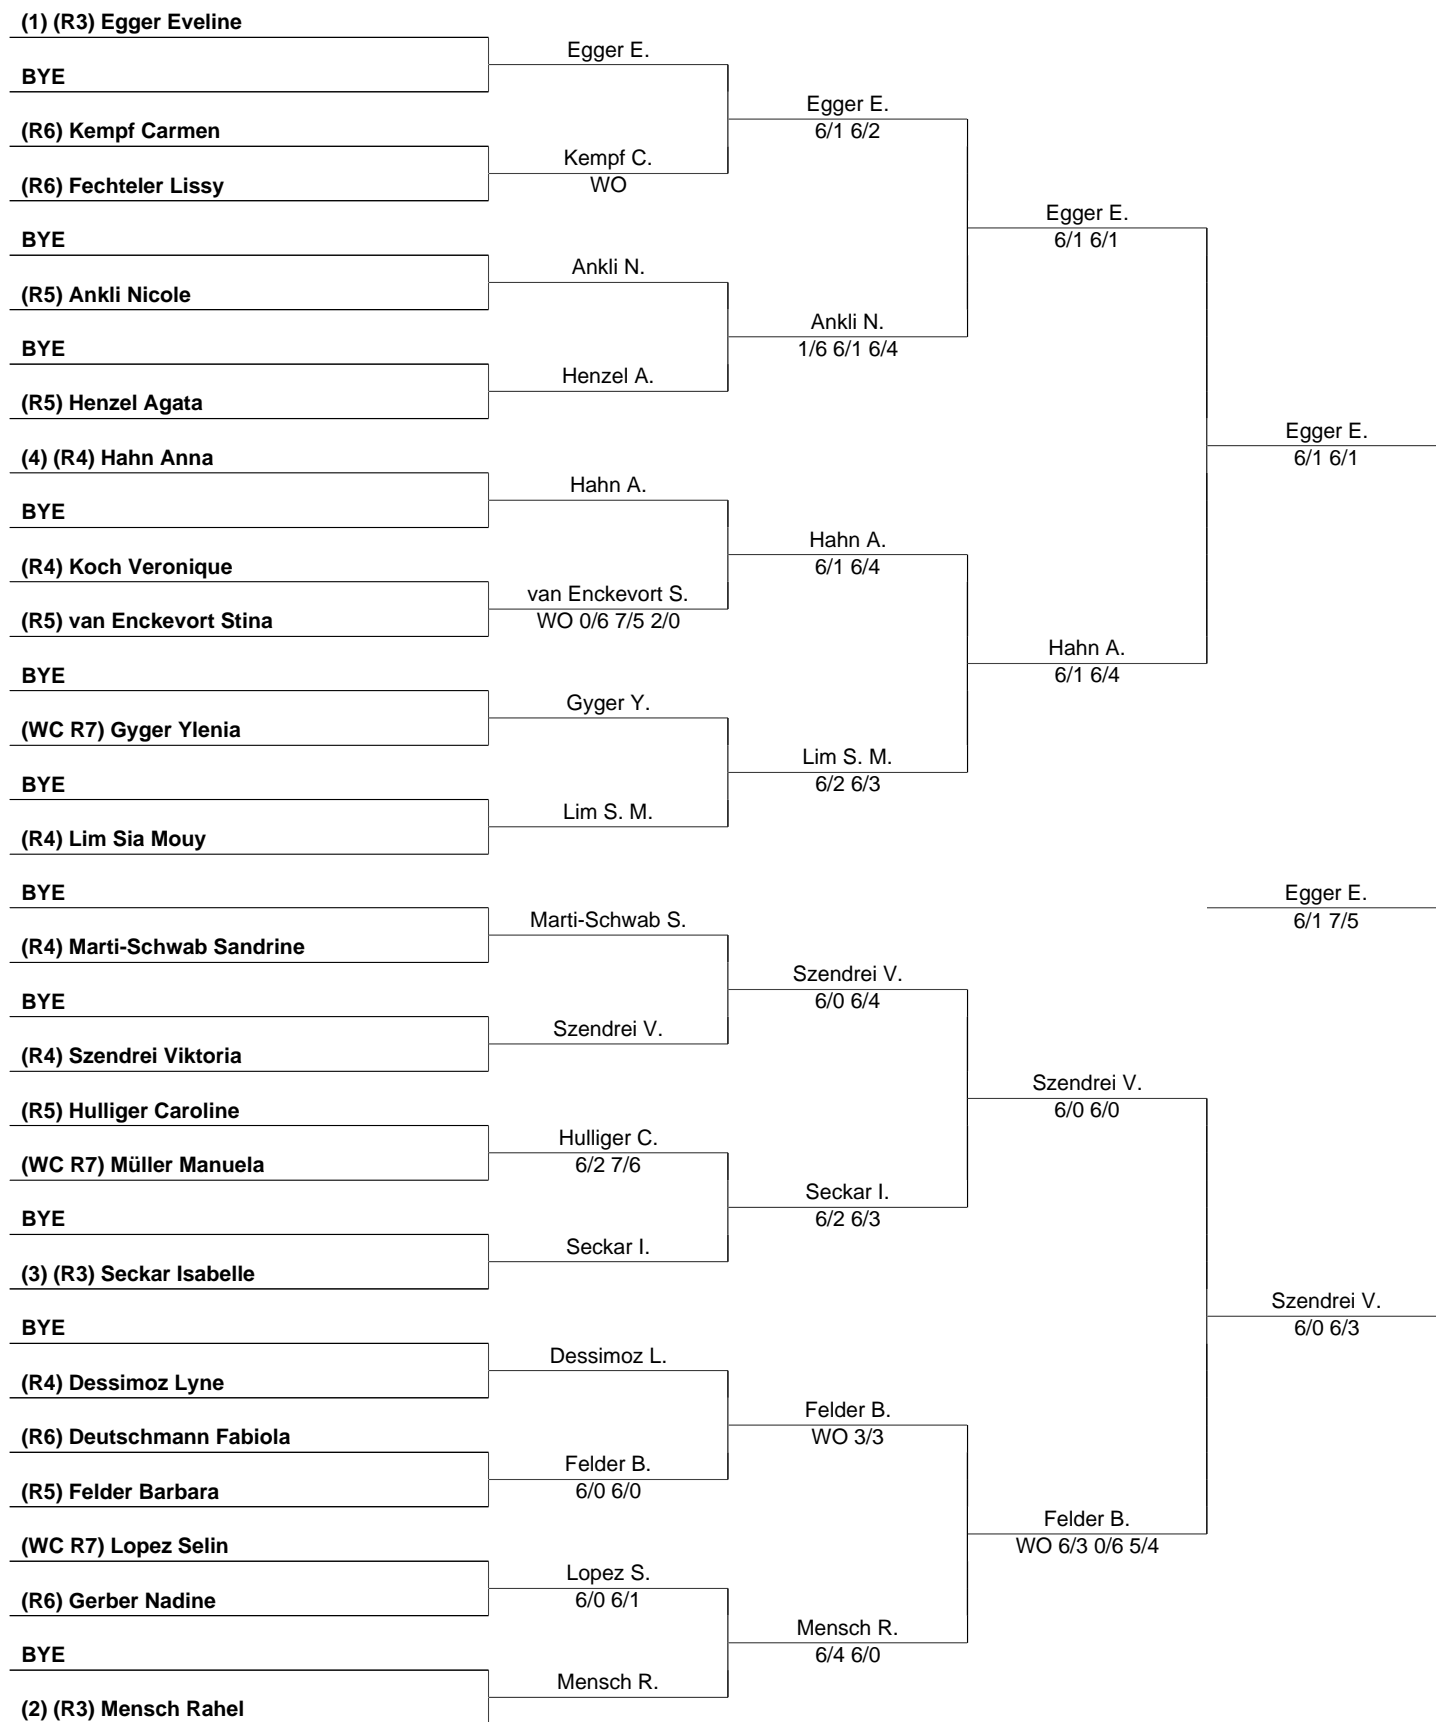 (1) (R3) Egger Eveline
Egger E.
BYE
Egger E.
6/1 6/2
(R6) Kempf Carmen
Kempf C.
WO
(R6) Fechteler Lissy
Egger E.
6/1 6/1
BYE
Ankli N.
(R5) Ankli Nicole
Ankli N.
1/6 6/1 6/4
BYE
Henzel A.
(R5) Henzel Agata
Egger E.
6/1 6/1
(4) (R4) Hahn Anna
Hahn A.
BYE
Hahn A.
6/1 6/4
(R4) Koch Veronique
van Enckevort S.
WO 0/6 7/5 2/0
(R5) van Enckevort Stina
Hahn A.
6/1 6/4
BYE
Gyger Y.
(WC R7) Gyger Ylenia
Lim S. M.
6/2 6/3
BYE
Lim S. M.
(R4) Lim Sia Mouy
BYE
Egger E.
6/1 7/5
Marti-Schwab S.
(R4) Marti-Schwab Sandrine
Szendrei V.
6/0 6/4
BYE
Szendrei V.
(R4) Szendrei Viktoria
Szendrei V.
6/0 6/0
(R5) Hulliger Caroline
Hulliger C.
6/2 7/6
(WC R7) Müller Manuela
Seckar I.
6/2 6/3
BYE
Seckar I.
(3) (R3) Seckar Isabelle
Szendrei V.
6/0 6/3
BYE
Dessimoz L.
(R4) Dessimoz Lyne
Felder B.
WO 3/3
(R6) Deutschmann Fabiola
Felder B.
6/0 6/0
(R5) Felder Barbara
Felder B.
WO 6/3 0/6 5/4
(WC R7) Lopez Selin
Lopez S.
6/0 6/1
(R6) Gerber Nadine
Mensch R.
6/4 6/0
BYE
Mensch R.
(2) (R3) Mensch Rahel